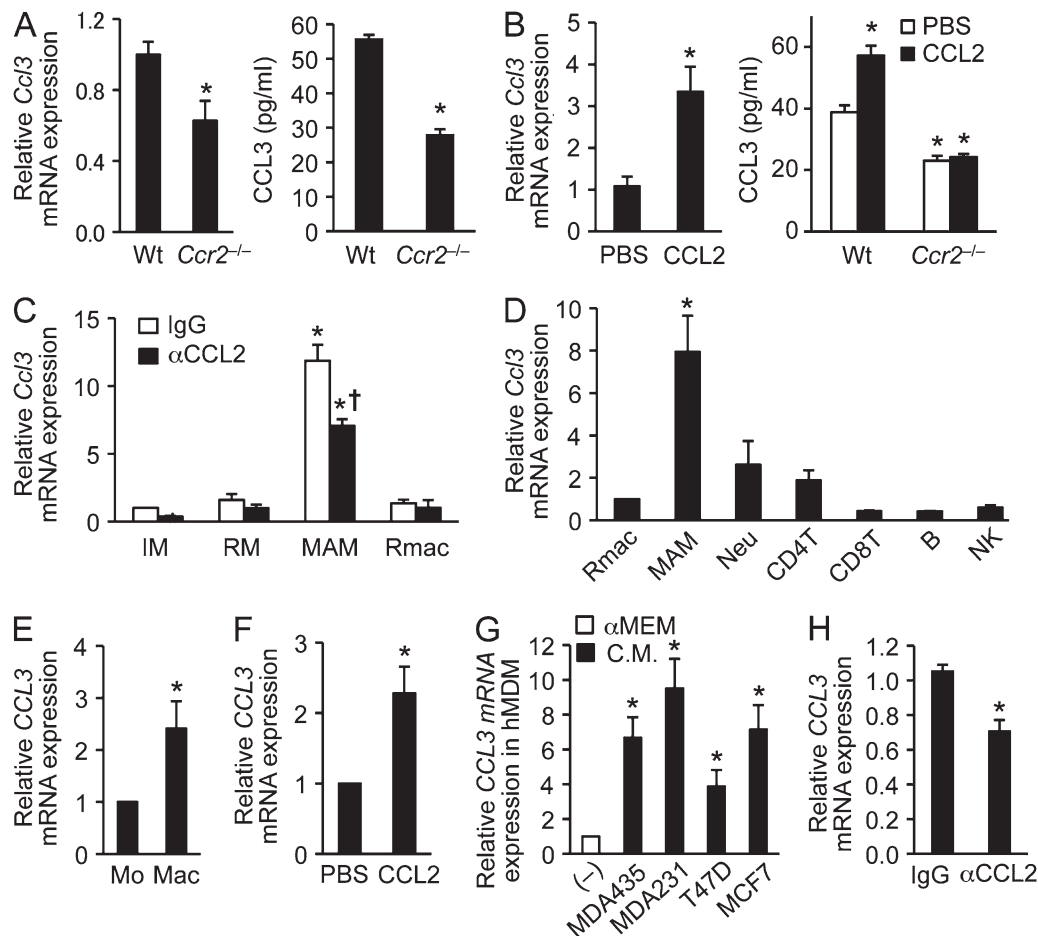 A
Relative Ccl3
mRNA expression
1.2
0.8
0.4
0.0
Wt Ccr2–/–
*
CCL3 (pg/ml)
60
50
40
30
20
10
0
Wt Ccr2–/–
*
B
Relative Ccl3
mRNA expression
5
4
3
2
1
0
PBS CCL2
*
CCL3 (pg/ml)
60
40
20
0
PBS
CCL2
*
* *
Wt Ccr2–/–
C
Relative Ccl3
mRNA expression
15
10
5
0
IgG
αCCL2
*
*†
IM RM MAM Rmac
D
Relative Ccl3
mRNA expression
10
8
6
4
2
0
*
Rmac MAM Neu CD4T CD8T B NK
E
Relative CCL3
mRNA expression
4
3
2
1
0
*
Mo Mac
F
Relative CCL3
mRNA expression
3
2
1
0
*
PBS CCL2
G
Relative CCL3 mRNA
expression in hMDM
αMEM
C.M.
12
10
8
6
4
2
0
* * * *
(-) MDA435 MDA231 T47D MCF7
H
Relative CCL3
mRNA expression
1.2
1.0
0.8
0.6
0.4
0.2
0.0
*
IgG αCCL2